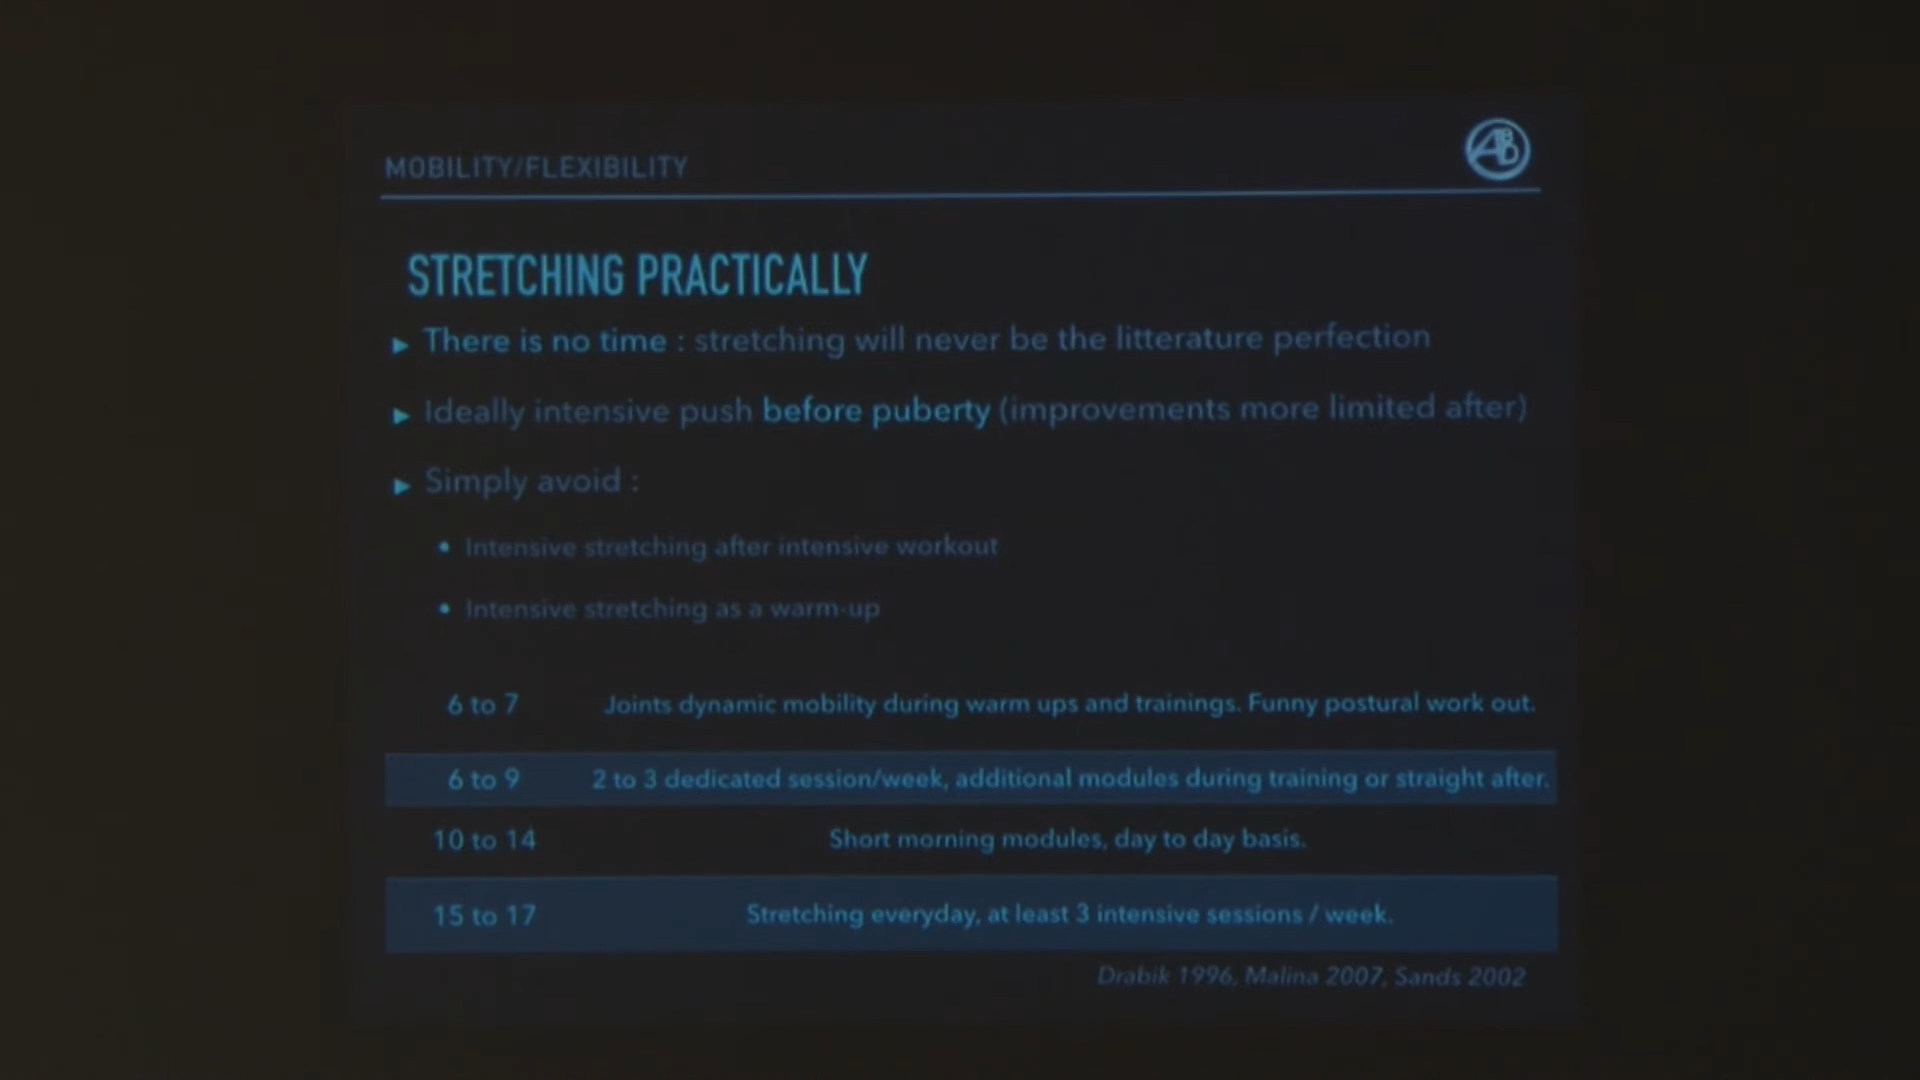 MOBILITY/FLEXIBILITY
ABD
STRETCHING PRACTICALLY
▶ There is no time : stretching will never be the litterature perfection
▶ Ideally intensive push before puberty (improvements more limited after)
▶ Simply avoid :
• Intensive stretching after intensive workout
• Intensive stretching as a warm-up
6 to 7 Joints dynamic mobility during warm ups and trainings. Funny postural work out.
6 to 9 2 to 3 dedicated session/week, additional modules during training or straight after.
10 to 14 Short morning modules, day to day basis.
15 to 17 Stretching everyday, at least 3 intensive sessions / week.
Drabik 1996, Malina 2007, Sands 2002